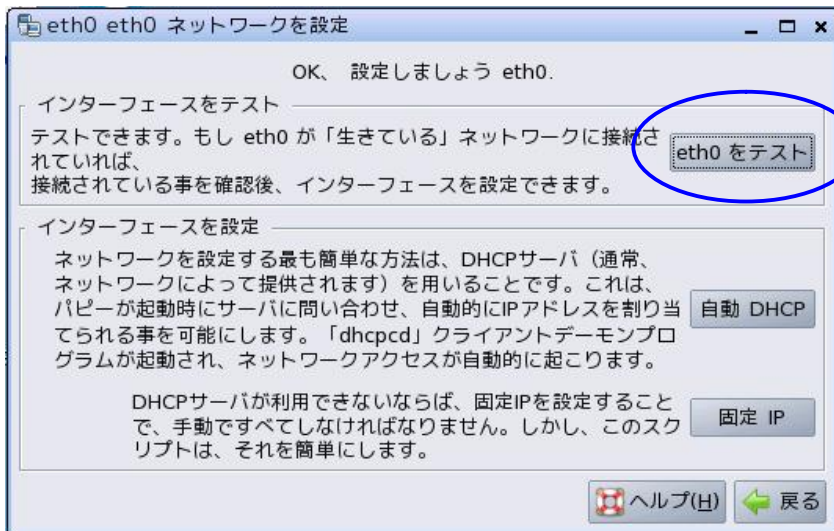 eth0 eth0 ネットワークを設定
OK、 設定しましょう eth0.
インターフェースをテスト
テストできます。もし eth0 が「生きている」ネットワークに接続さ
れていれば、
接続されている事を確認後、インターフェースを設定できます。
eth0 をテスト
インターフェースを設定
ネットワークを設定する最も簡単な方法は、DHCPサーバ（通常、
ネットワークによって提供されます）を用いることです。これは、
パピーが起動時にサーバに問い合わせ、自動的にIPアドレスを割り当
てられる事を可能にします。「dhcpcd」クライアントデーモンプロ
グラムが起動され、ネットワークアクセスが自動的に起こります。
自動 DHCP
DHCPサーバが利用できないならば、固定IPを設定すること
で、手動ですべてしなければなりません。しかし、このスク
リプトは、それを簡単にします。
固定 IP
ヘルプ(H)
戻る